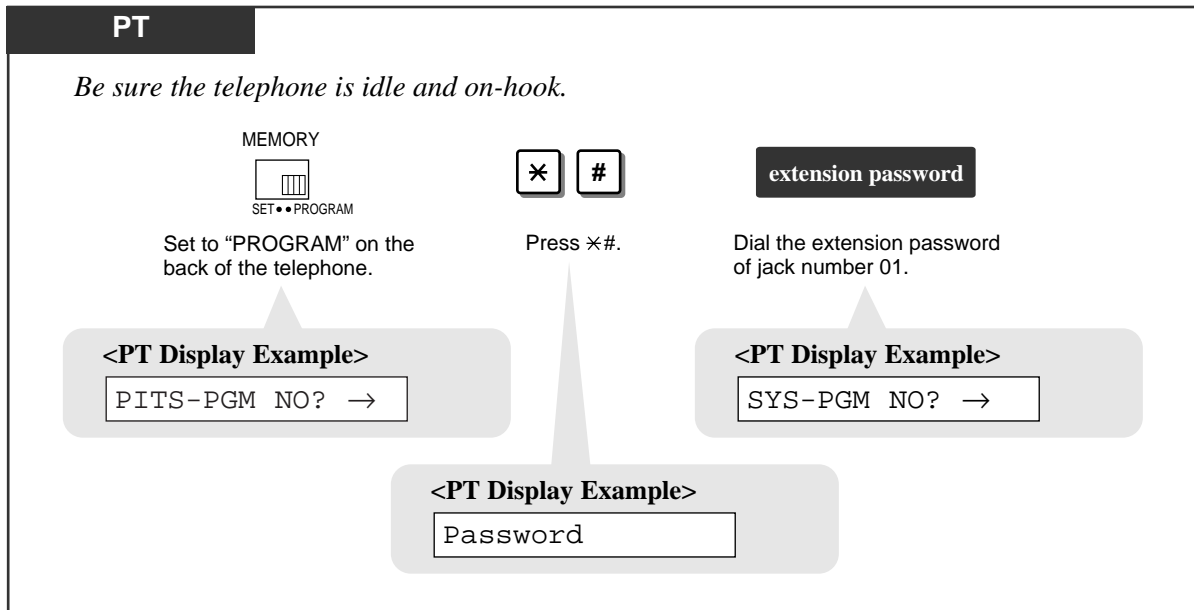 PT
Be sure the telephone is idle and on-hook.
MEMORY
SET●●PROGRAM
Set to “PROGRAM” on the
back of the telephone.
<PT Display Example>
PITS-PGM NO? →
✕ #
Press ✕#.
<PT Display Example>
Password
extension password
Dial the extension password
of jack number 01.
<PT Display Example>
SYS-PGM NO? →